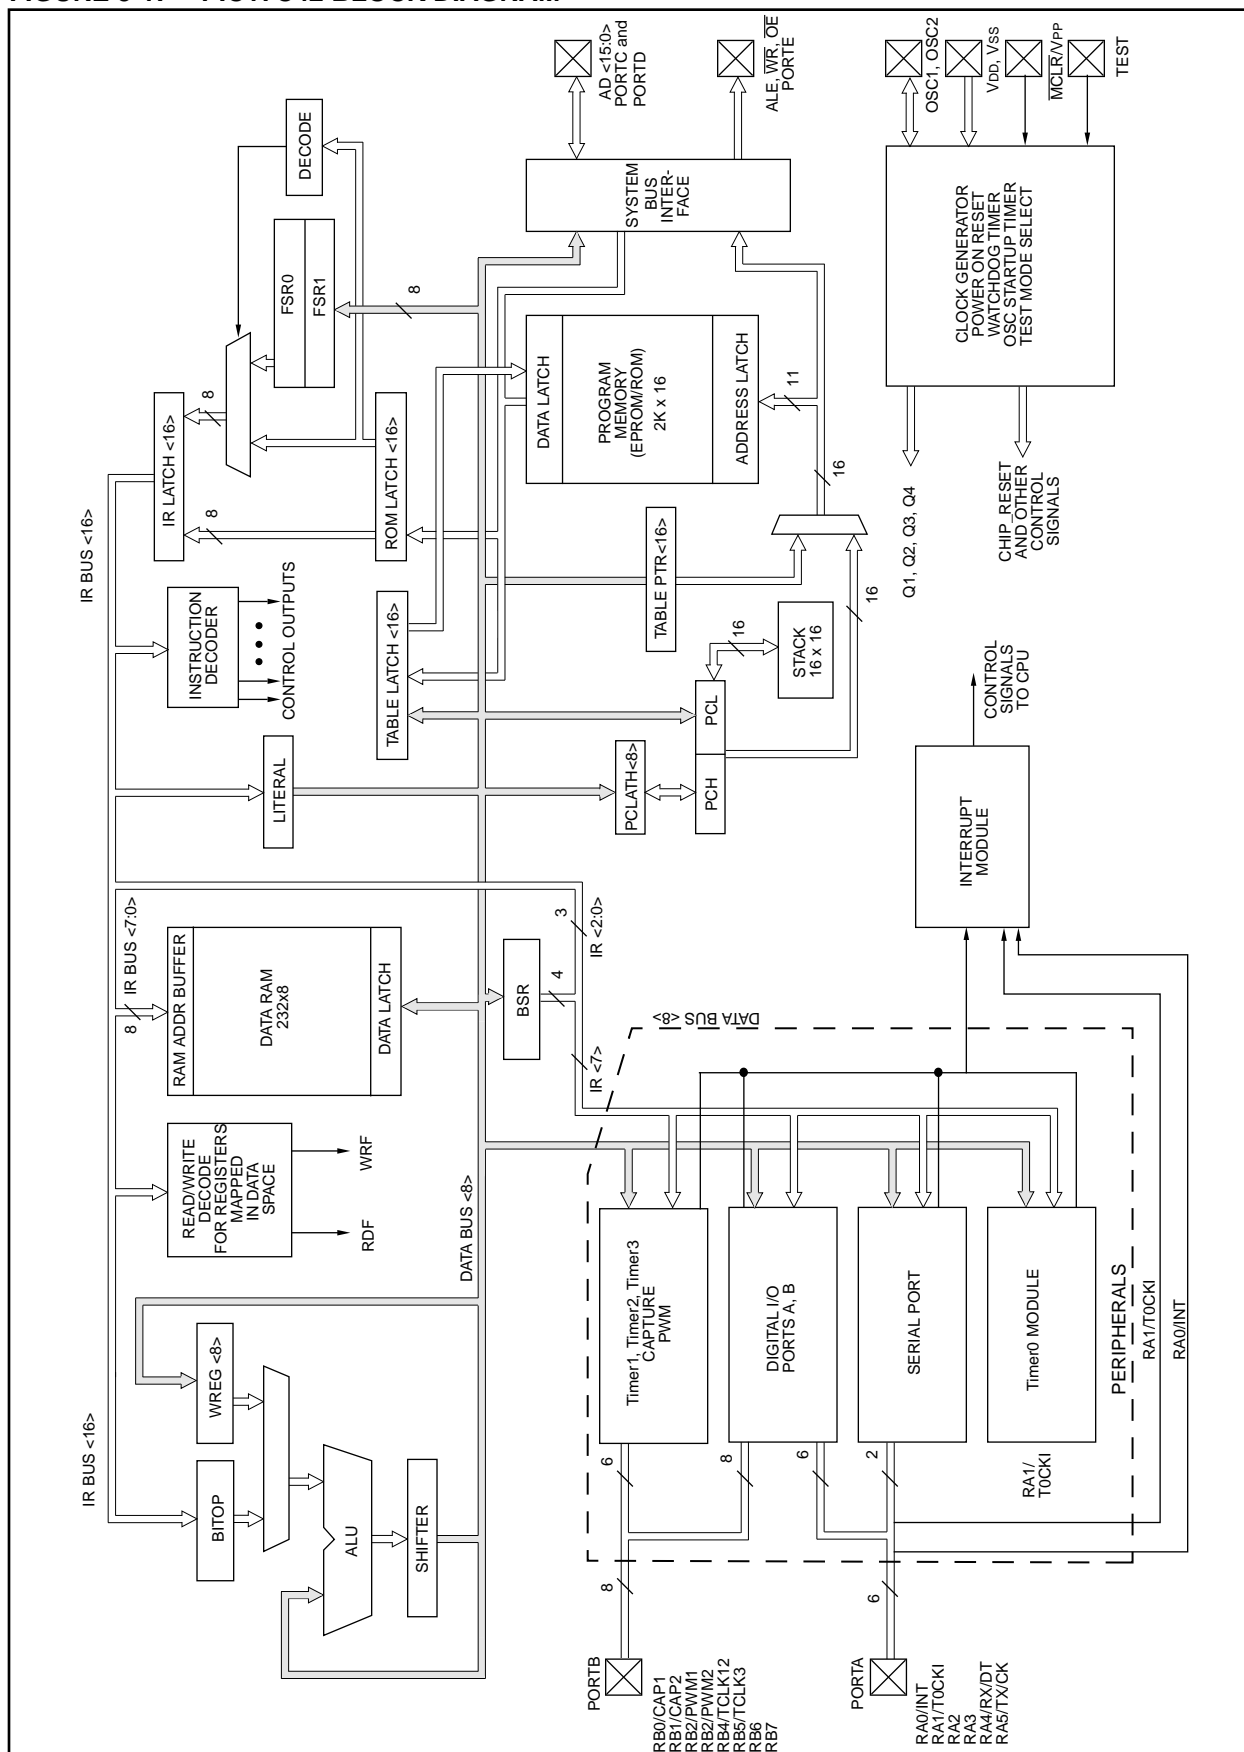 FIGURE BLOCK DIAGRAM
IR BUS <16>
BITOP
WREG <8>
ALU
SHIFTER
READ/WRITE
DECODE
FOR REGISTERS
MAPPED
IN DATA
SPACE
RDF
WRF
8
IR BUS <7:0>
RAM ADDR BUFFER
DATA RAM
232x8
DATA LATCH
LITERAL
INSTRUCTION
DECODER
CONTROL OUTPUTS
IR BUS <16>
IR LATCH <16>
8
8
ROM LATCH <16>
FSR0
FSR1
DECODE
8
TABLE LATCH <16>
DATA BUS <8>
BSR
4
3
IR <2:0>
IR <7>
PCLATH<8>
PCH
PCL
16
STACK
16 x 16
TABLE PTR<16>
16
16
11
DATA LATCH
PROGRAM
MEMORY
(EPROM/ROM)
2K x 16
ADDRESS LATCH
SYSTEM
BUS
INTER-
FACE
AD <15:0>
PORTC and
PORTD
ALE, WR, OE
PORTE
PORTB
RB0/CAP1
RB1/CAP2
RB2/PWM1
RB2/PWM2
RB4/TCLK12
RB5/TCLK3
RB6
RB7
8
6
8
Timer1, Timer2, Timer3
CAPTURE
PWM
DIGITAL I/O
PORTS A, B
6
2
SERIAL PORT
RA1/
T0CKI
Timer0 MODULE
PERIPHERALS
DATA BUS <8>
PORTA
RA0/INT
RA1/T0CKI
RA2
RA3
RA4/RX/DT
RA5/TX/CK
6
RA1/T0CKI
RA0/INT
INTERRUPT
MODULE
CONTROL
SIGNALS
TO CPU
Q1, Q2, Q3, Q4
CHIP_RESET
AND OTHER
CONTROL
SIGNALS
CLOCK GENERATOR
POWER ON RESET
WATCHDOG TIMER
OSC STARTUP TIMER
TEST MODE SELECT
OSC1, OSC2
VDD, VSS
MCLR/VPP
TEST